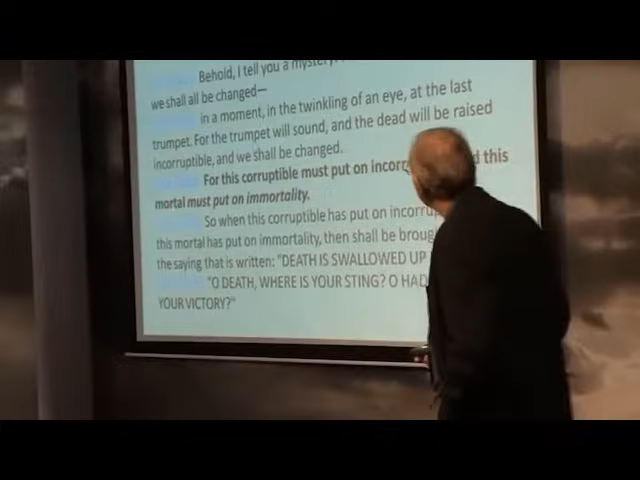 Behold, I tell you a mystery:
we shall all be changed—
in a moment, in the twinkling of an eye, at the last
trumpet. For the trumpet will sound, and the dead will be raised
incorruptible, and we shall be changed.
For this corruptible must put on this
mortal must put on immortality.
So when this corruptible has put on
this mortal has put on immortality, then shall be
the saying that is written: "DEATH IS SWALLOWED UP
"O DEATH, WHERE IS YOUR STING? O
YOUR VICTORY?"